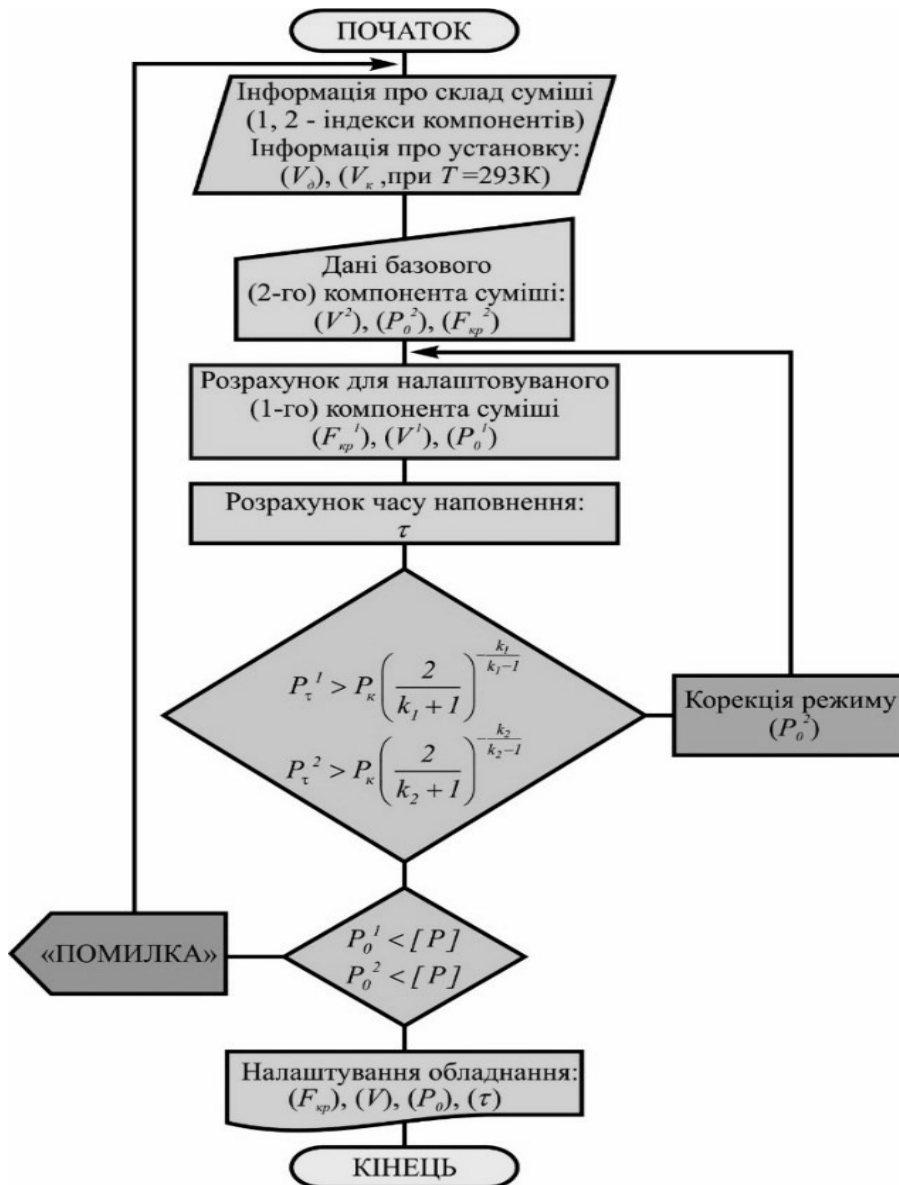 ПОЧАТОК
Інформація про склад суміші
(1, 2 - індекси компонентів)
Інформація про установку:
(V_д), (V_к ,при T =293К)
Дані базового
(2-го) компонента суміші:
(V²), (P₀²), (F_кр²)
Розрахунок для налаштовуваного
(1-го) компонента суміші
(F_кр¹), (V¹), (P₀¹)
Розрахунок часу наповнення:
τ
P_τ¹ > P_к (2 / (k₁ + 1))^(-k₁/(k₁-1))
P_τ² > P_к (2 / (k₂ + 1))^(-k₂/(k₂-1))
Корекція режиму
(P₀²)
P₀¹ < [P]
P₀² < [P]
«ПОМИЛКА»
Налаштування обладнання:
(F_кр), (V), (P₀), (τ)
КІНЕЦЬ